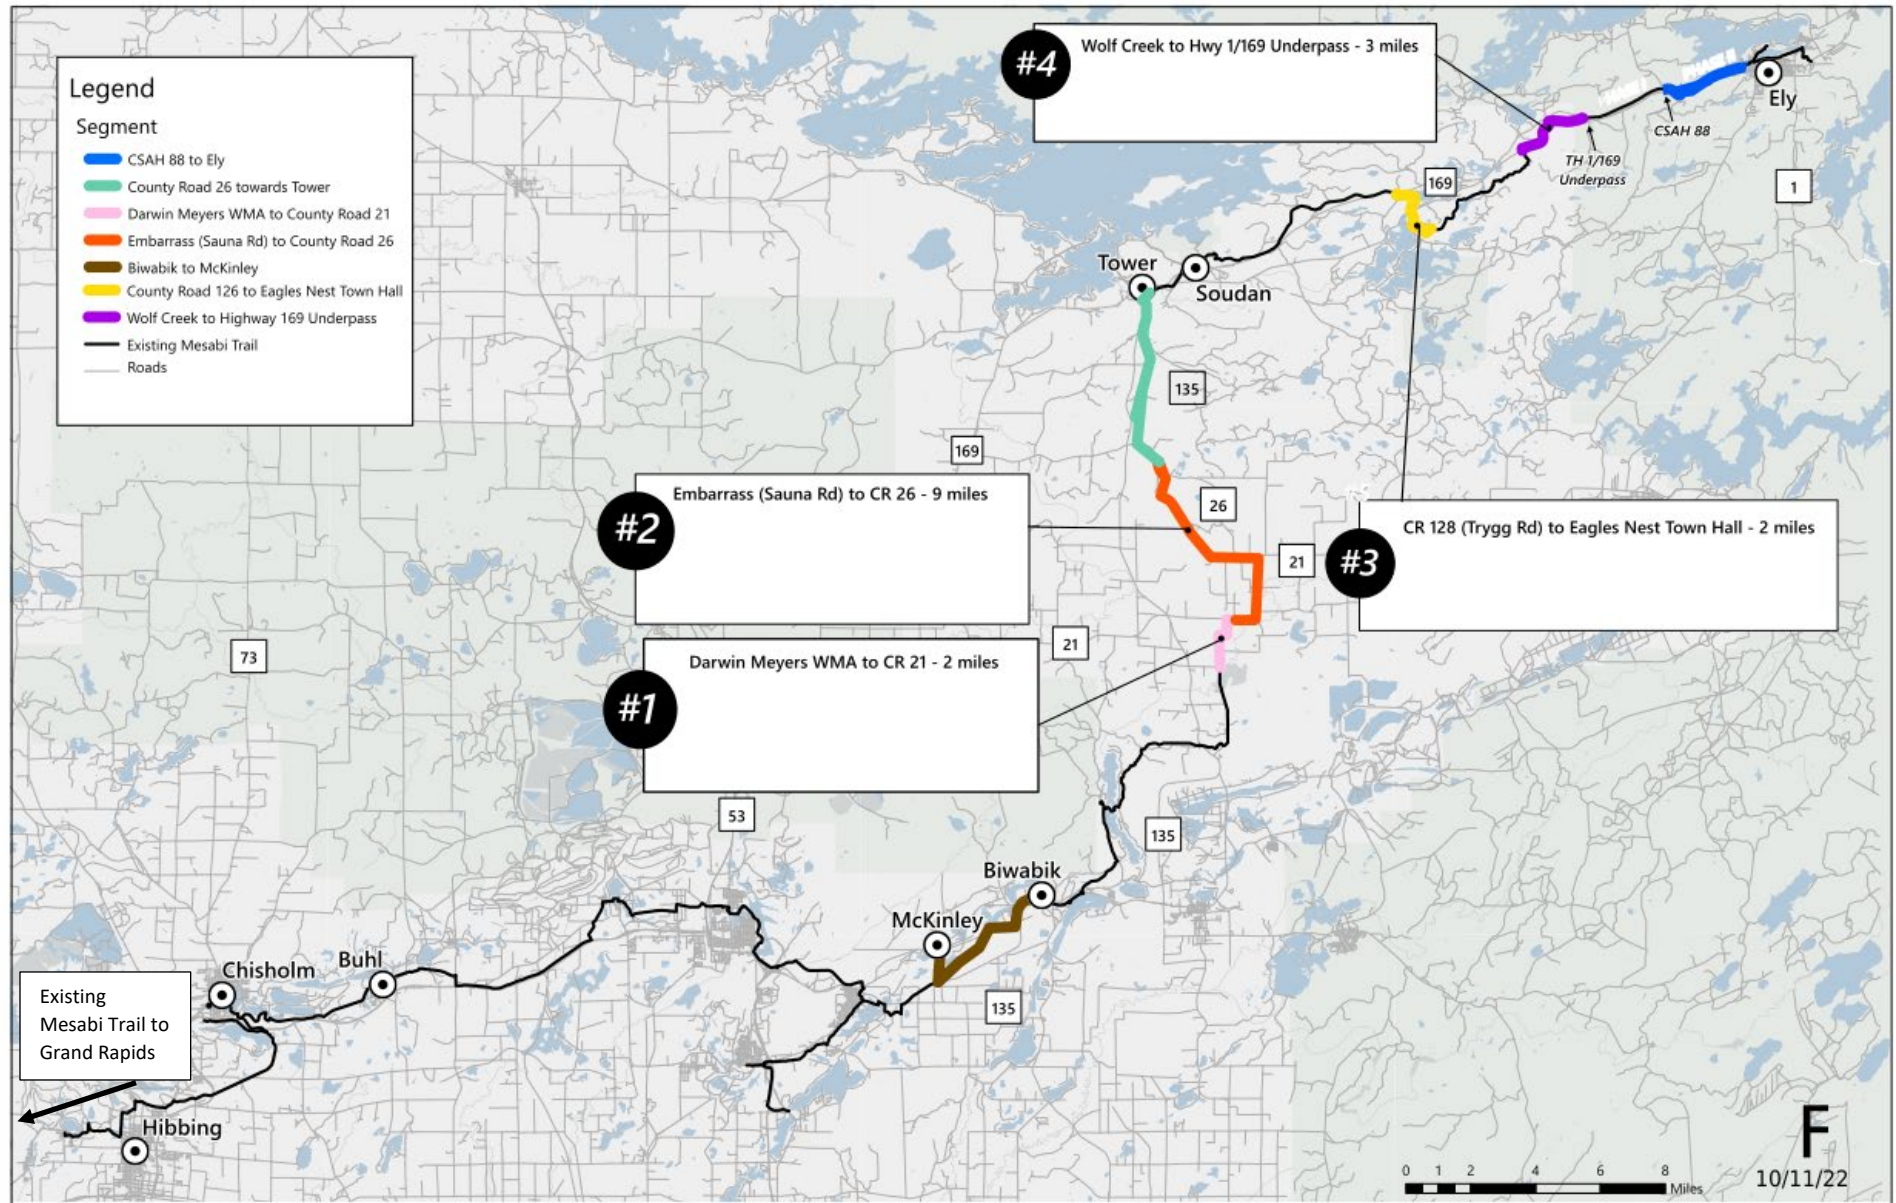 Legend
Segment
CSAH 88 to Ely
County Road 26 towards Tower
Darwin Meyers WMA to County Road 21
Embarrass (Sauna Rd) to County Road 26
Biwabik to McKinley
County Road 126 to Eagles Nest Town Hall
Wolf Creek to Highway 169 Underpass
Existing Mesabi Trail
Roads
#4
Wolf Creek to Hwy 1/169 Underpass - 3 miles
PHASE II
Ely
CSAH 88
TH 1/169
Underpass
1
169
Tower
Soudan
135
169
#2
Embarrass (Sauna Rd) to CR 26 - 9 miles
26
21
#3
CR 128 (Trygg Rd) to Eagles Nest Town Hall - 2 miles
73
21
#1
Darwin Meyers WMA to CR 21 - 2 miles
53
135
Biwabik
McKinley
135
Chisholm
Buhl
Existing
Mesabi Trail to
Grand Rapids
Hibbing
F
10/11/22
0 1 2 4 6 8
Miles